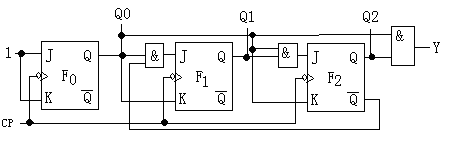 Q0 Q1 Q2
&
1 J Q & J Q & J Q Y
F0 F1 F2
K Q̅ K Q̅ K Q̅
CP